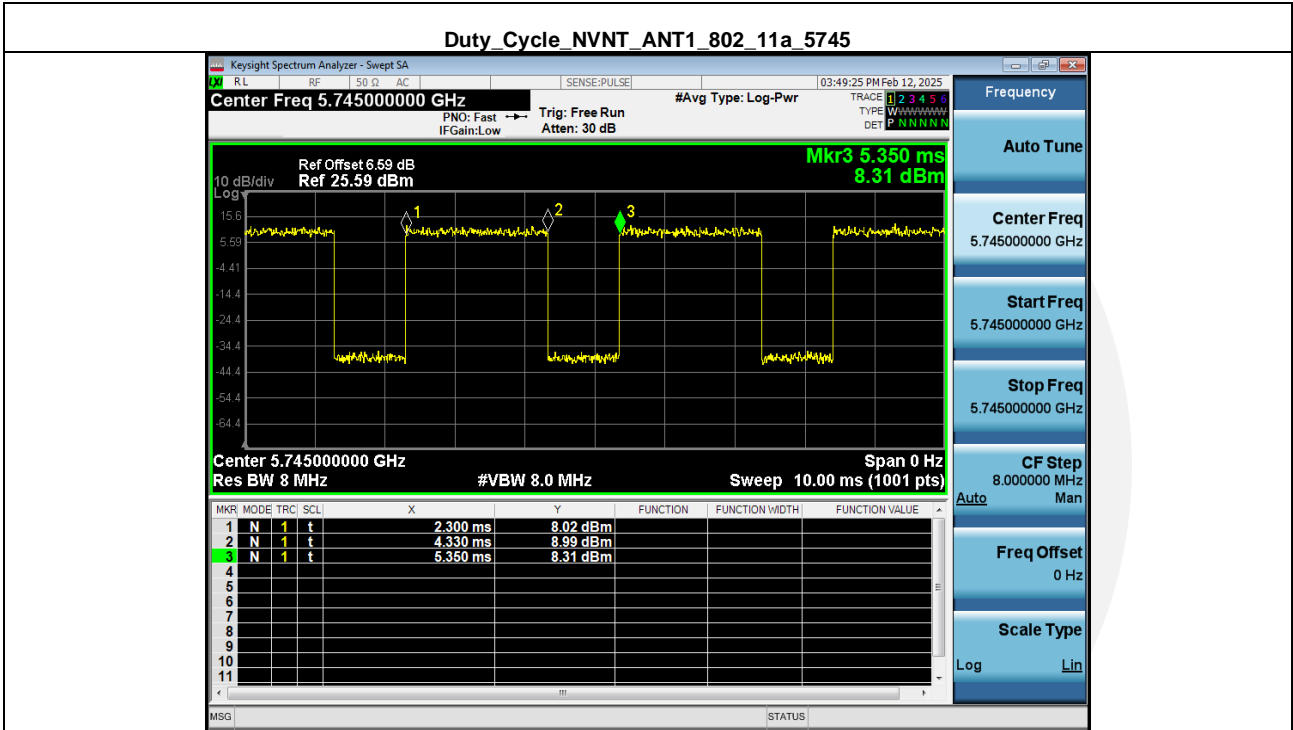 Duty_Cycle_NVNT_ANT1_802_11a_5745
Keysight Spectrum Analyzer - Swept SA
LXI RL RF 50 Ω AC SENSE:PULSE 03:49:25 PM Feb 12, 2025
Center Freq 5.745000000 GHz #Avg Type: Log-Pwr TRACE 1 2 3 4 5 6
PNO: Fast Trig: Free Run TYPE WWWWWW
IFGain:Low Atten: 30 dB DET P N N N N N
Mkr3 5.350 ms
8.31 dBm
Ref Offset 6.59 dB
10 dB/div Ref 25.59 dBm
Log
15.6
5.59
-4.41
-14.4
-24.4
-34.4
-44.4
-54.4
-64.4
1
2
3
Center 5.745000000 GHz Span 0 Hz
Res BW 8 MHz #VBW 8.0 MHz Sweep 10.00 ms (1001 pts)
MKR MODE TRC SCL X Y FUNCTION FUNCTION WIDTH FUNCTION VALUE
1 N 1 t 2.300 ms 8.02 dBm
2 N 1 t 4.330 ms 8.99 dBm
3 N 1 t 5.350 ms 8.31 dBm
4
5
6
7
8
9
10
11
MSG STATUS
Frequency
Auto Tune
Center Freq
5.745000000 GHz
Start Freq
5.745000000 GHz
Stop Freq
5.745000000 GHz
CF Step
8.000000 MHz
Auto Man
Freq Offset
0 Hz
Scale Type
Log Lin